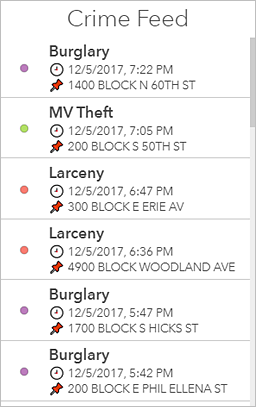 Crime Feed
Burglary
12/5/2017, 7:22 PM
1400 BLOCK N 60TH ST
MV Theft
12/5/2017, 7:05 PM
200 BLOCK S 50TH ST
Larceny
12/5/2017, 6:47 PM
300 BLOCK E ERIE AV
Larceny
12/5/2017, 6:36 PM
4900 BLOCK WOODLAND AVE
Burglary
12/5/2017, 5:47 PM
1700 BLOCK S HICKS ST
Burglary
12/5/2017, 5:42 PM
200 BLOCK E PHIL ELLENA ST